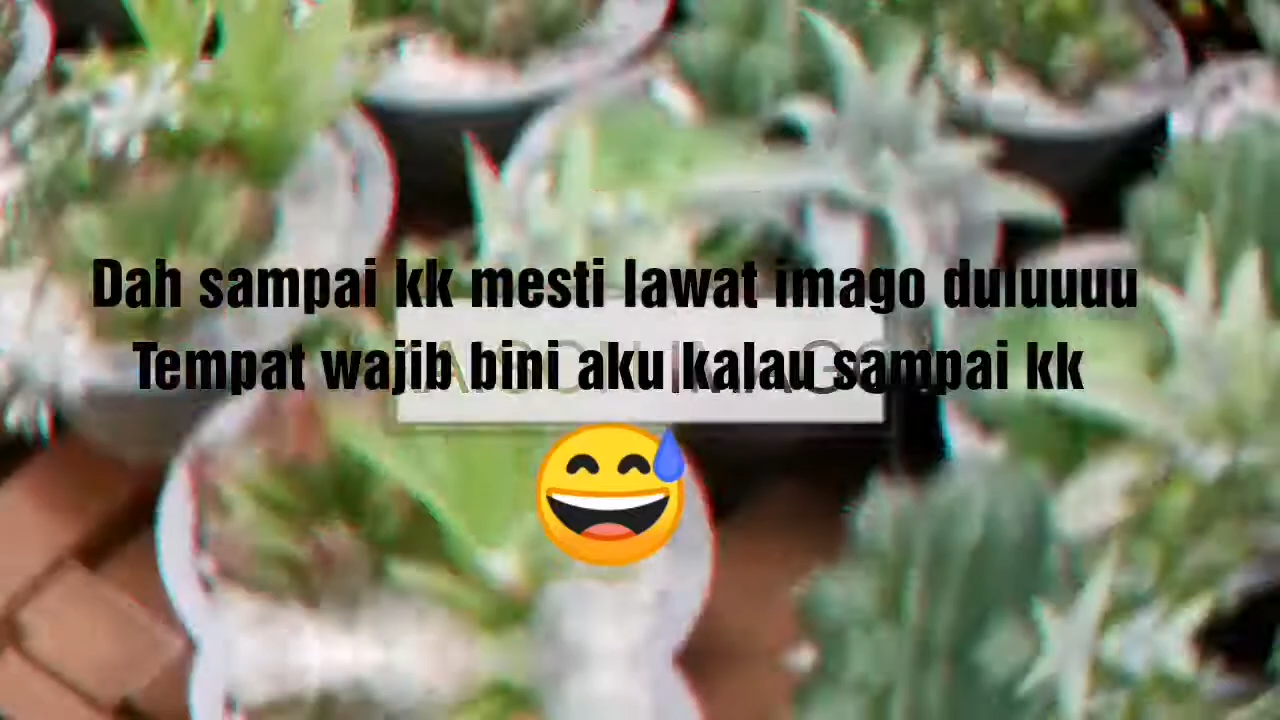 Dah sampai kk mesti lawat imago duluuuu
Tempat wajib bini aku kalau sampai kk